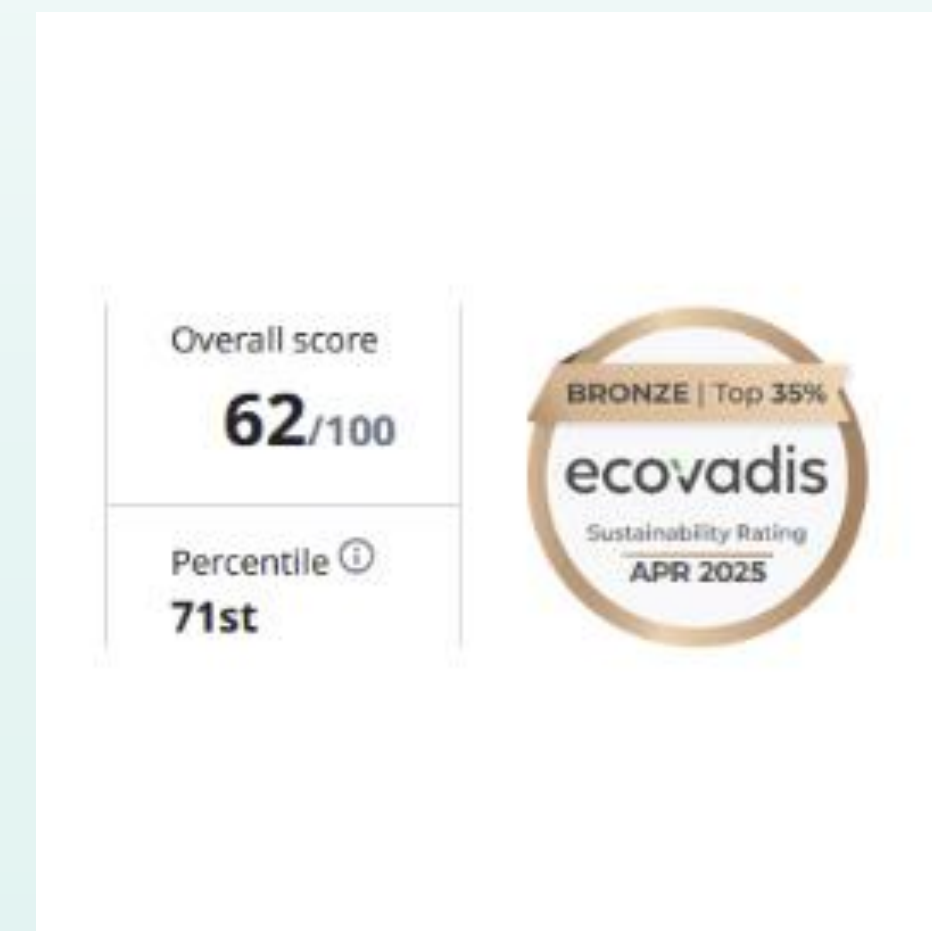 Overall score
62/100
Percentile
71st
BRONZE | Top 35%
ecovadis
Sustainability Rating
APR 2025